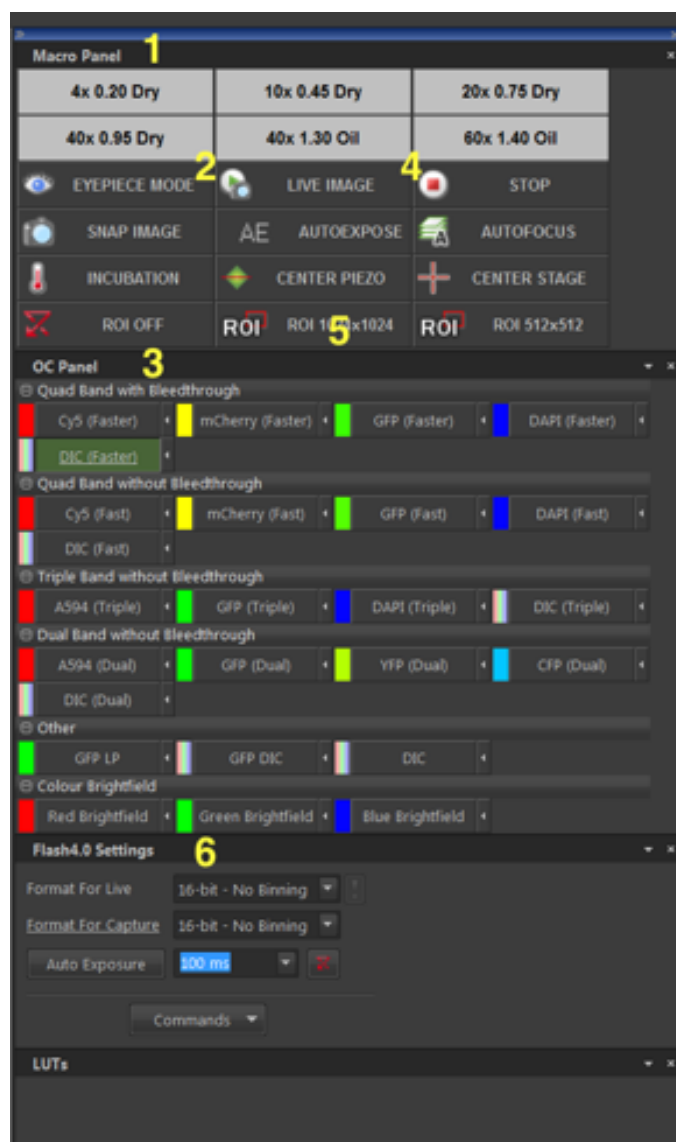 1
Macro Panel
4x 0.20 Dry 10x 0.45 Dry 20x 0.75 Dry
40x 0.95 Dry 40x 1.30 Oil 60x 1.40 Oil
EYEPIECE MODE 2 LIVE IMAGE 4 STOP
SNAP IMAGE AE AUTOEXPOSE A AUTOFOCUS
INCUBATION CENTER PIEZO CENTER STAGE
ROI OFF ROI ROI 1024x1024 ROI ROI 512x512
5
OC Panel 3
Quad Band with Bleedthrough
Cy5 (Faster) mCherry (Faster) GFP (Faster) DAPI (Faster)
DIC (Faster)
Quad Band without Bleedthrough
Cy5 (Fast) mCherry (Fast) GFP (Fast) DAPI (Fast)
DIC (Fast)
Triple Band without Bleedthrough
A594 (Triple) GFP (Triple) DAPI (Triple) DIC (Triple)
Dual Band without Bleedthrough
A594 (Dual) GFP (Dual) YFP (Dual) CFP (Dual)
DIC (Dual)
Other
GFP LP GFP DIC DIC
Colour Brightfield
Red Brightfield Green Brightfield Blue Brightfield
Flash4.0 Settings 6
Format For Live 16-bit - No Binning
Format For Capture 16-bit - No Binning
Auto Exposure 100 ms
Commands
LUTs